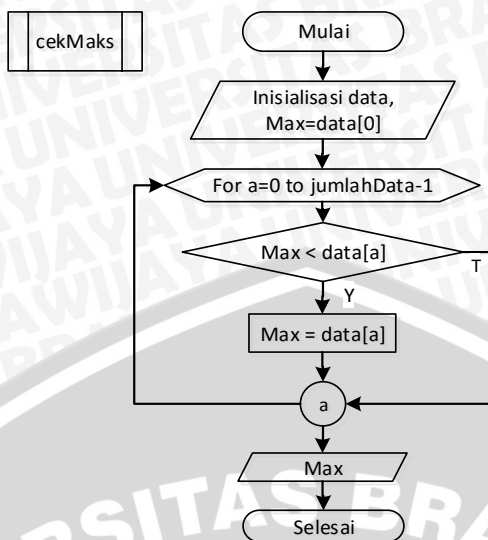 cekMaks
Mulai
Inisialisasi data,
Max=data[0]
For a=0 to jumlahData-1
Max < data[a]
T
Y
Max = data[a]
a
Max
Selesai